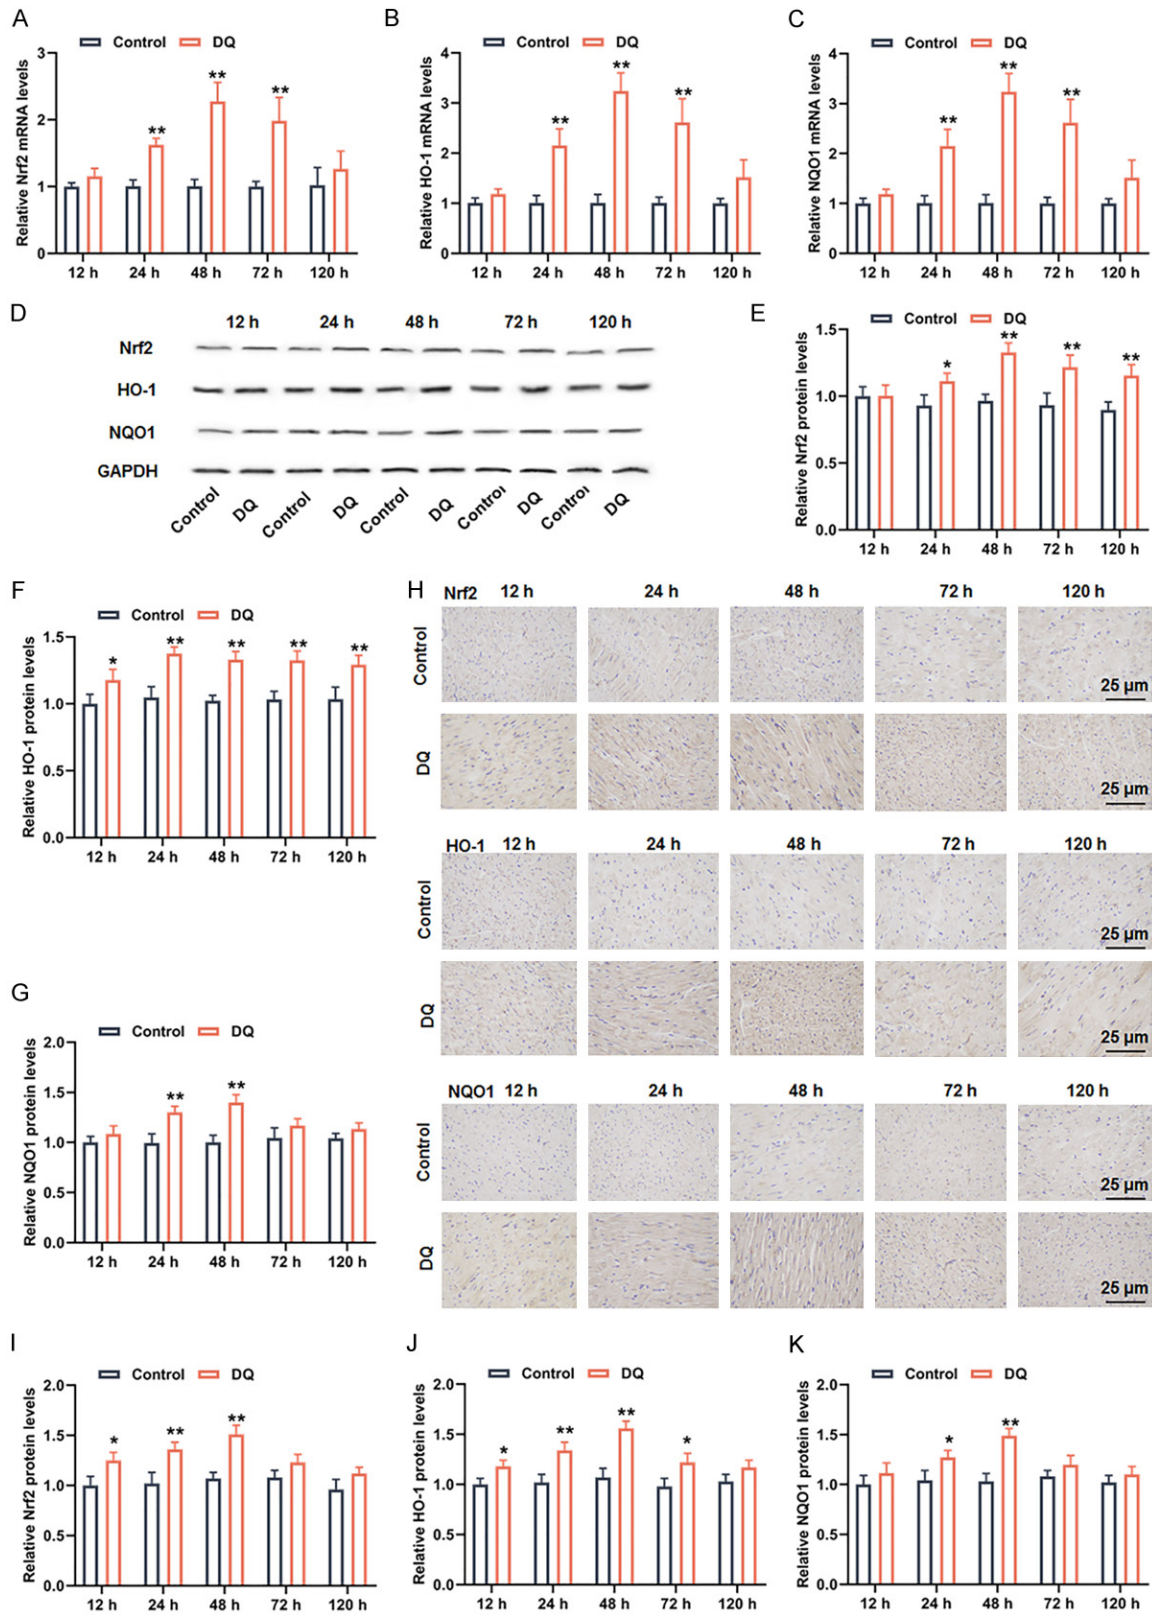 A
Control DQ
Relative Nrf2 mRNA levels
3
2
1
0
** ** **
12 h 24 h 48 h 72 h 120 h
B
Control DQ
Relative HO-1 mRNA levels
4
3
2
1
0
** ** **
12 h 24 h 48 h 72 h 120 h
C
Control DQ
Relative NQO1 mRNA levels
4
3
2
1
0
** ** **
12 h 24 h 48 h 72 h 120 h
D
12 h 24 h 48 h 72 h 120 h
Nrf2
HO-1
NQO1
GAPDH
Control DQ Control DQ Control DQ Control DQ Control DQ
E
Control DQ
Relative Nrf2 protein levels
1.5
1.0
0.5
0.0
* ** ** **
12 h 24 h 48 h 72 h 120 h
F
Control DQ
Relative HO-1 protein levels
1.5
1.0
0.5
0.0
* ** ** ** **
12 h 24 h 48 h 72 h 120 h
G
Control DQ
Relative NQO1 protein levels
2.0
1.5
1.0
0.5
0.0
** **
12 h 24 h 48 h 72 h 120 h
H
Nrf2 12 h 24 h 48 h 72 h 120 h
Control
25 µm
DQ
25 µm
HO-1 12 h 24 h 48 h 72 h 120 h
Control
25 µm
DQ
25 µm
NQO1 12 h 24 h 48 h 72 h 120 h
Control
25 µm
DQ
25 µm
I
Control DQ
Relative Nrf2 protein levels
2.0
1.5
1.0
0.5
0.0
* ** **
12 h 24 h 48 h 72 h 120 h
J
Control DQ
Relative HO-1 protein levels
2.0
1.5
1.0
0.5
0.0
* ** ** *
12 h 24 h 48 h 72 h 120 h
K
Control DQ
Relative NQO1 protein levels
2.0
1.5
1.0
0.5
0.0
* **
12 h 24 h 48 h 72 h 120 h